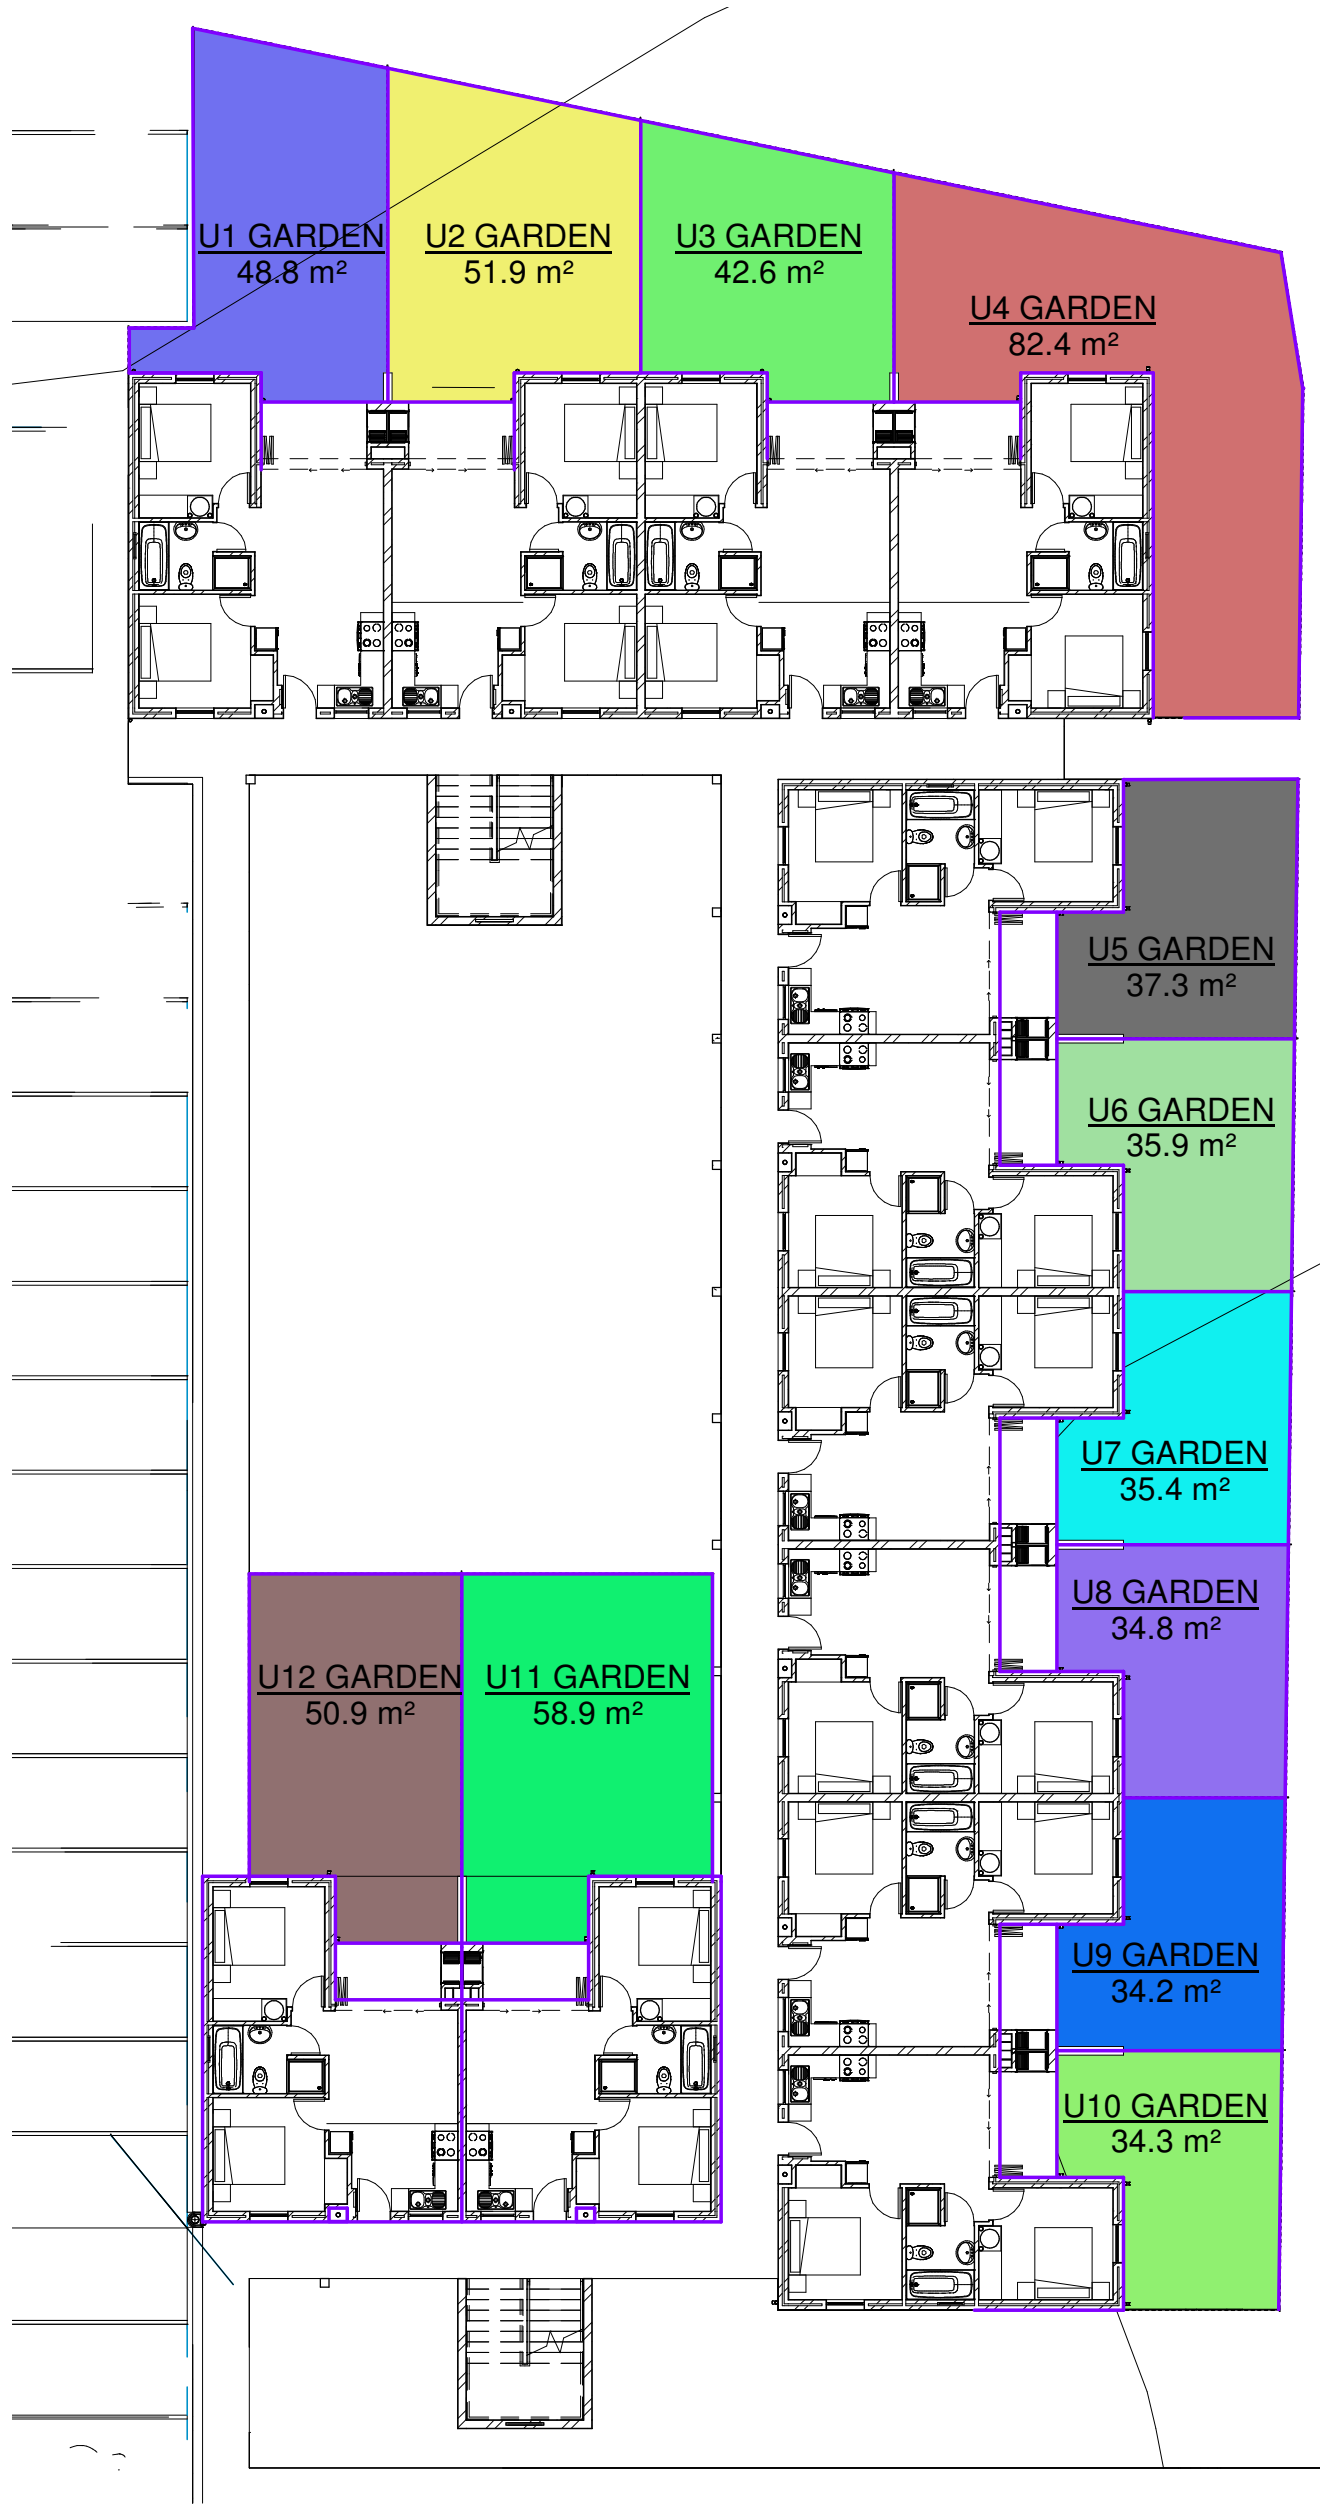 U1 GARDEN
48.8 m²
U2 GARDEN
51.9 m²
U3 GARDEN
42.6 m²
U4 GARDEN
82.4 m²
U5 GARDEN
37.3 m²
U6 GARDEN
35.9 m²
U7 GARDEN
35.4 m²
U8 GARDEN
34.8 m²
U12 GARDEN
50.9 m²
U11 GARDEN
58.9 m²
U9 GARDEN
34.2 m²
U10 GARDEN
34.3 m²